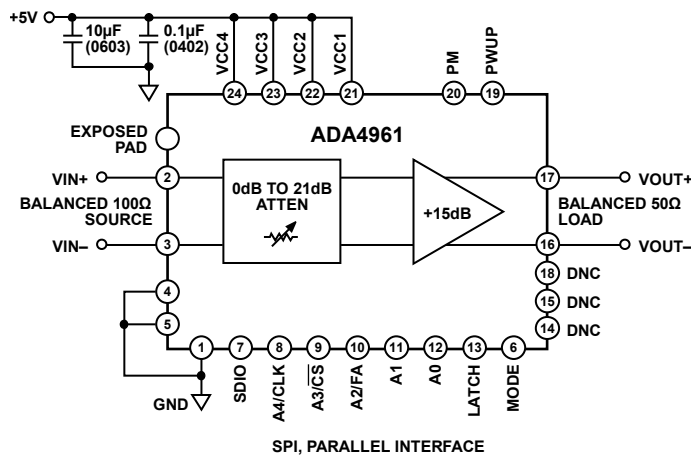 +5V
10µF
(0603)
0.1µF
(0402)
VCC4
VCC3
VCC2
VCC1
PM
PWUP
24
23
22
21
20
19
EXPOSED
PAD
ADA4961
VIN+
2
17
VOUT+
BALANCED 100Ω
SOURCE
0dB TO 21dB
ATTEN
+15dB
BALANCED 50Ω
LOAD
VIN–
3
16
VOUT–
18
DNC
4
15
DNC
5
14
DNC
1
7
8
9
10
11
12
13
6
GND
SDIO
A4/CLK
A3/CS
A2/FA
A1
A0
LATCH
MODE
SPI, PARALLEL INTERFACE